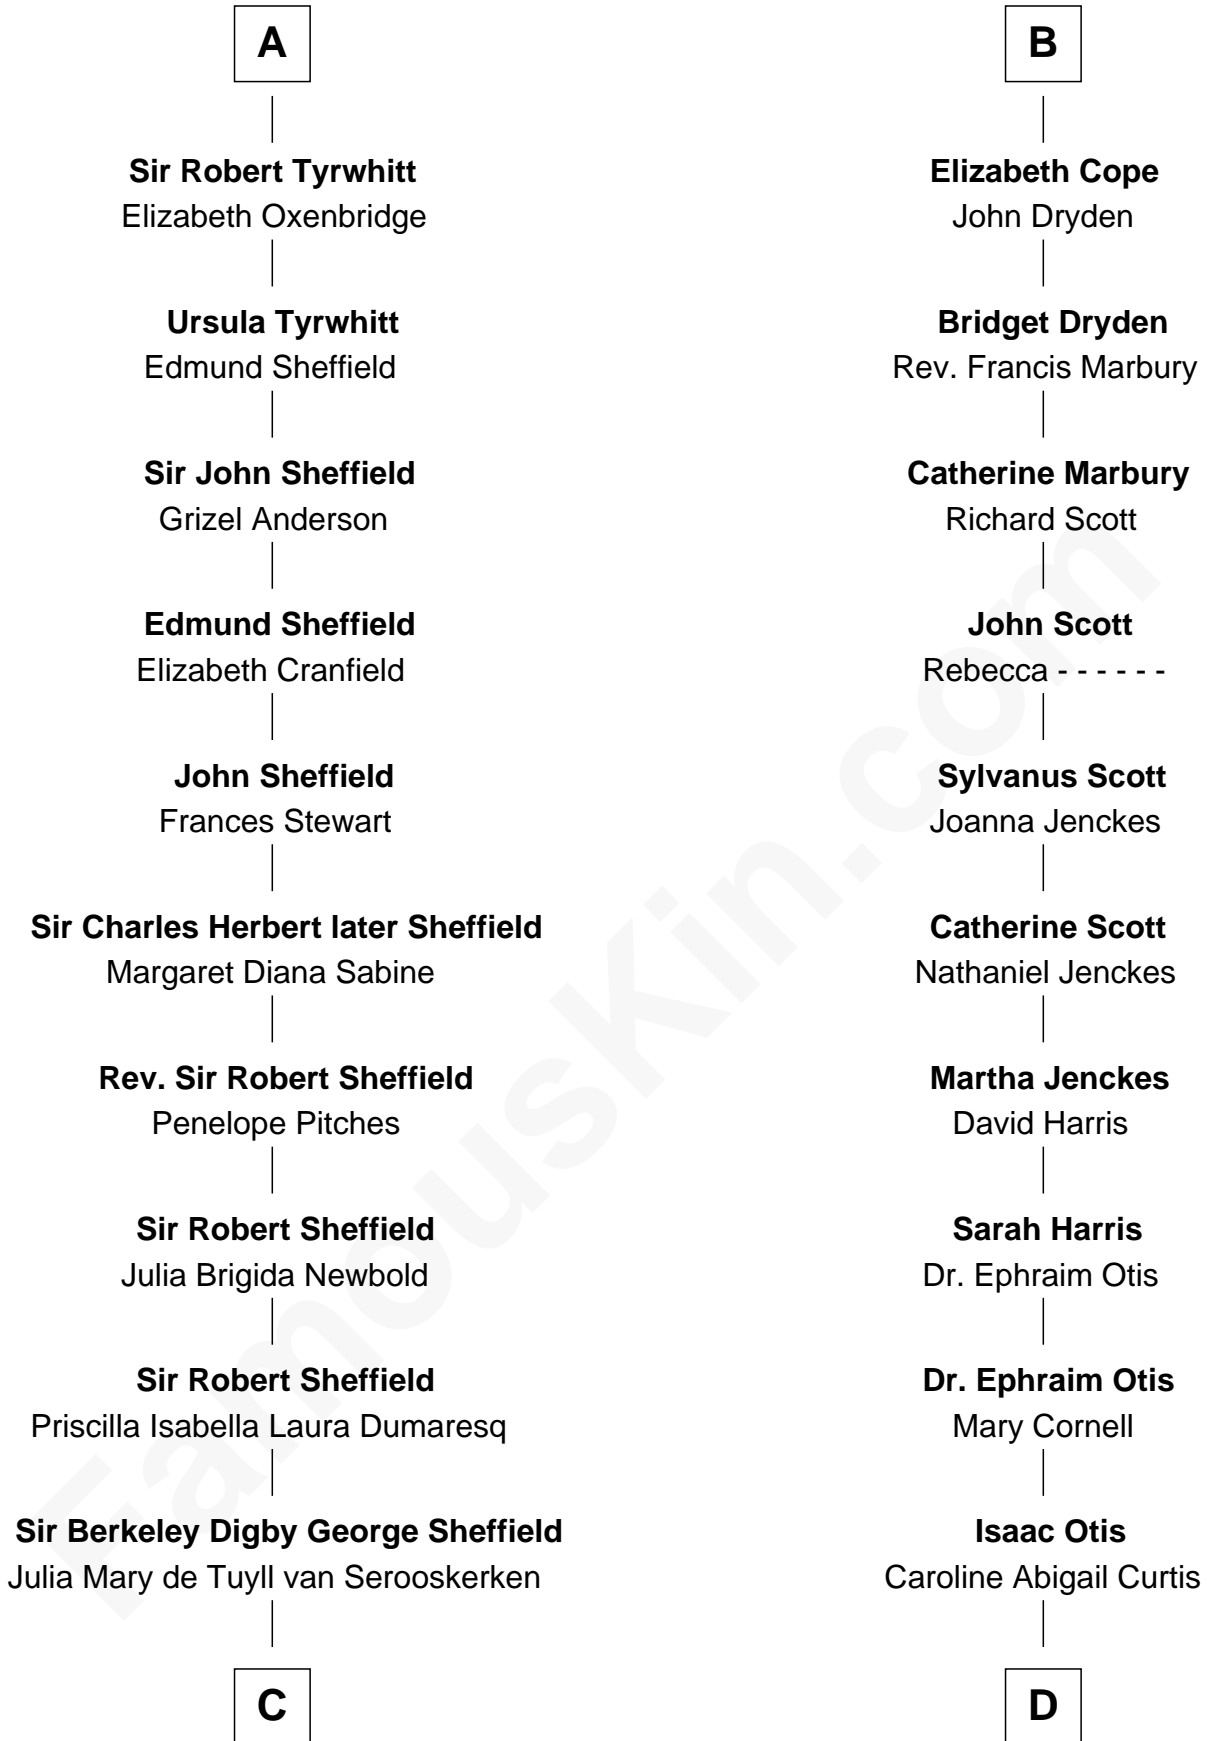 A
Sir Robert Tyrwhitt
Elizabeth Oxenbridge
Ursula Tyrwhitt
Edmund Sheffield
Sir John Sheffield
Grizel Anderson
Edmund Sheffield
Elizabeth Cranfield
John Sheffield
Frances Stewart
Sir Charles Herbert later Sheffield
Margaret Diana Sabine
Rev. Sir Robert Sheffield
Penelope Pitches
Sir Robert Sheffield
Julia Brigida Newbold
Sir Robert Sheffield
Priscilla Isabella Laura Dumaresq
Sir Berkeley Digby George Sheffield
Julia Mary de Tuyll van Serooskerken
C
B
Elizabeth Cope
John Dryden
Bridget Dryden
Rev. Francis Marbury
Catherine Marbury
Richard Scott
John Scott
Rebecca - - - - - -
Sylvanus Scott
Joanna Jenckes
Catherine Scott
Nathaniel Jenckes
Martha Jenckes
David Harris
Sarah Harris
Dr. Ephraim Otis
Dr. Ephraim Otis
Mary Cornell
Isaac Otis
Caroline Abigail Curtis
D
FamousKin.com